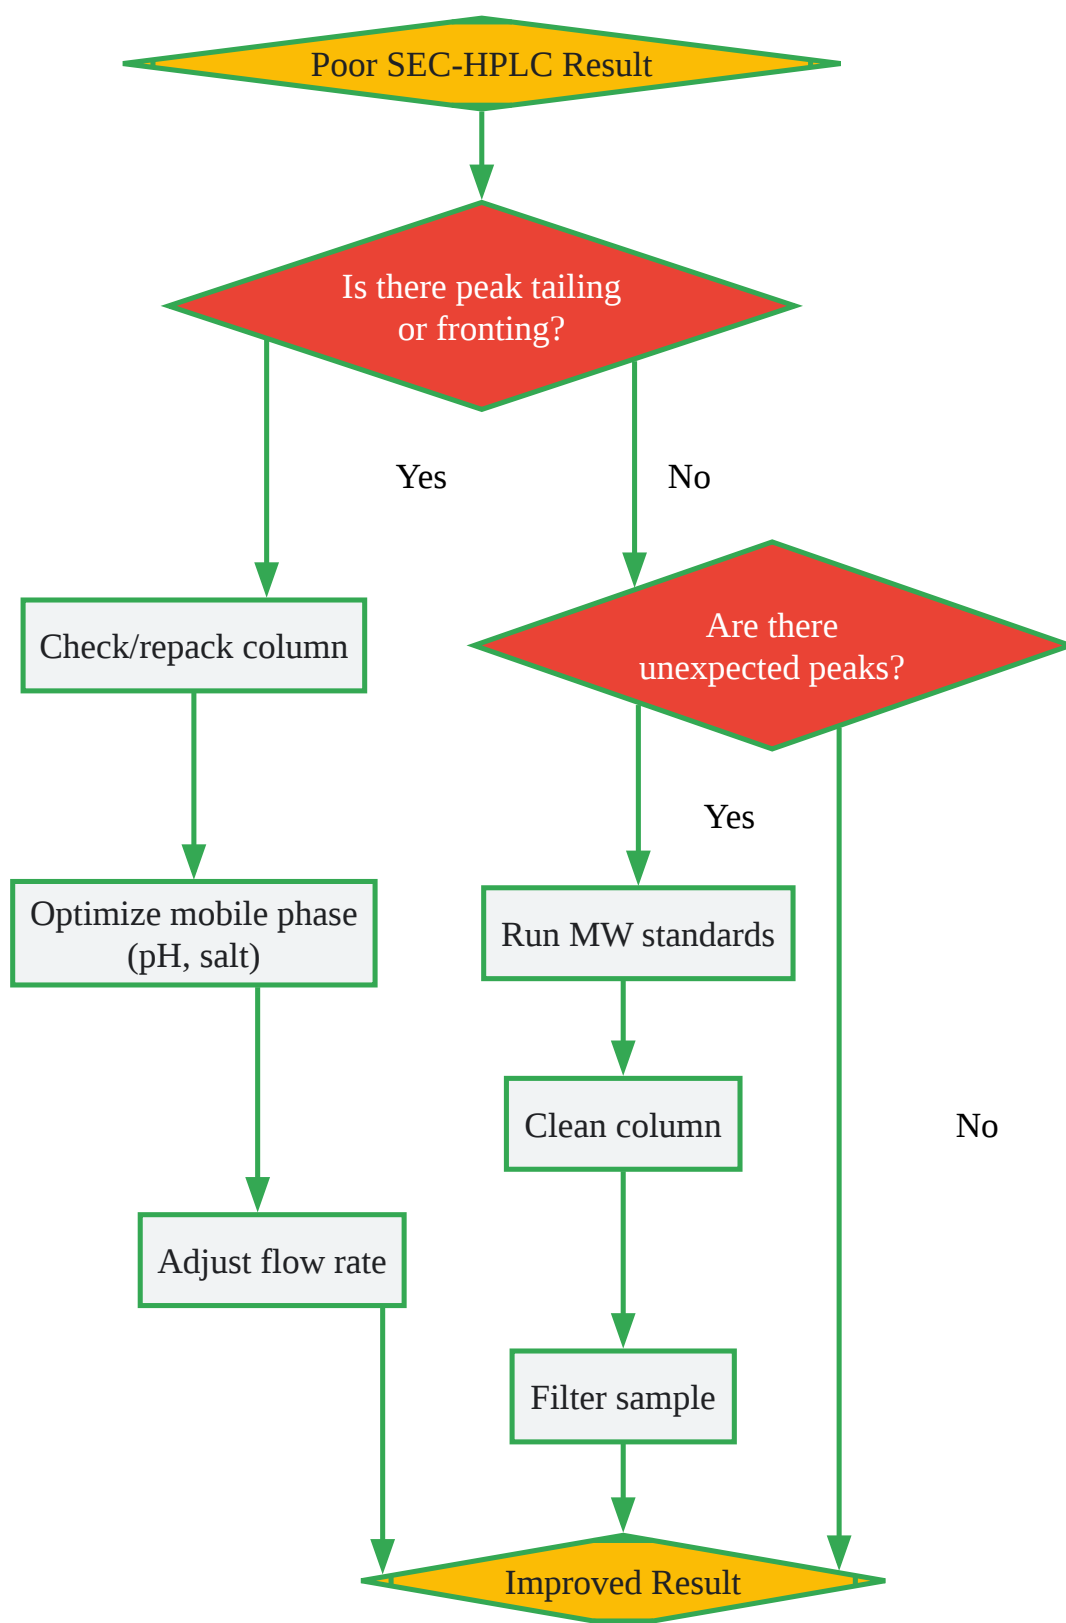 Poor SEC-HPLC Result
Is there peak tailing
or fronting?
Yes
No
Check/repack column
Are there
unexpected peaks?
Yes
Optimize mobile phase
(pH, salt)
Run MW standards
Clean column
No
Adjust flow rate
Filter sample
Improved Result